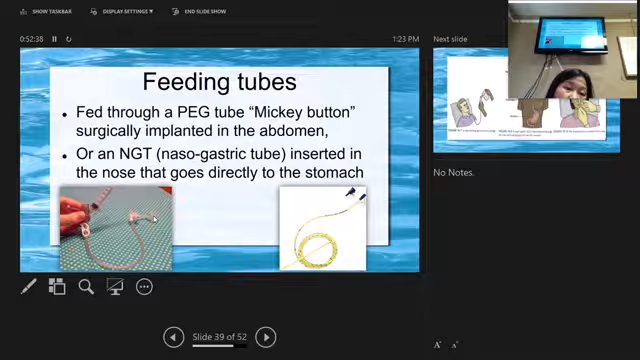 SHOW TASKBAR
DISPLAY SETTINGS
END SLIDE SHOW
0:52:38
1:23 PM
Feeding tubes
Fed through a PEG tube “Mickey button”
surgically implanted in the abdomen,
Or an NGT (naso-gastric tube) inserted in
the nose that goes directly to the stomach
Slide 39 of 52
Next slide
No Notes.
A
A